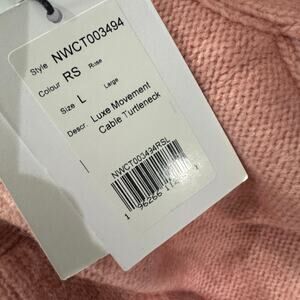 Style NWCT003494
Colour RS Rose
Size L Large
Descr. Luxe Movement
Cable Turtleneck
NWCT003494RSL